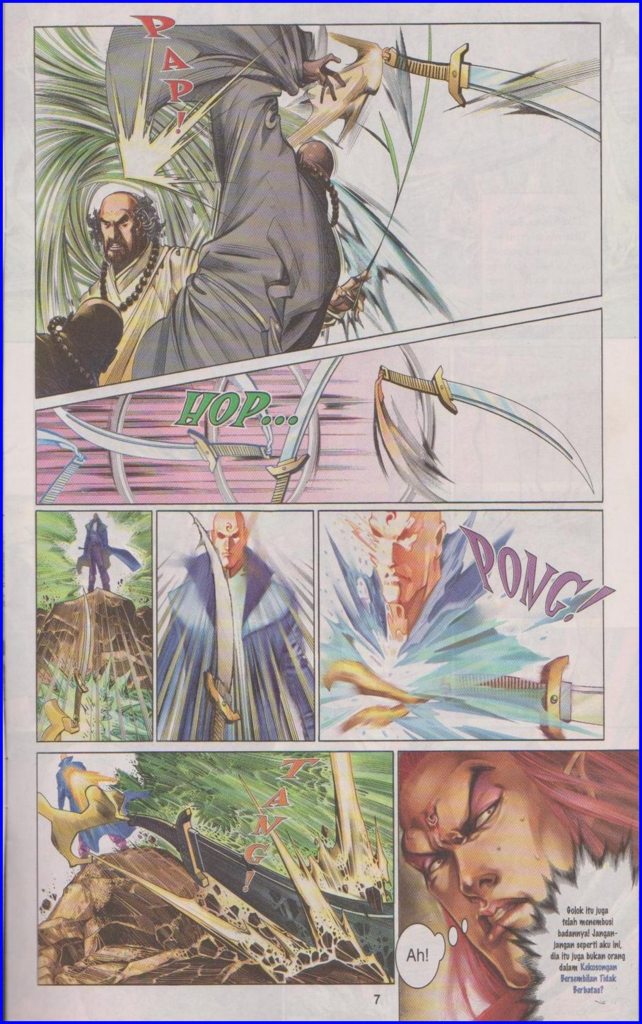 PAP!
HOP...
PONG!
TANG!
Ah!
Golok itu juga
telah menembusi
badannya! Jangan-
jangan seperti aku ini,
dia itu juga bukan orang
dalam Kekosongan
Bersembilan Tidak
Berbatas?
7